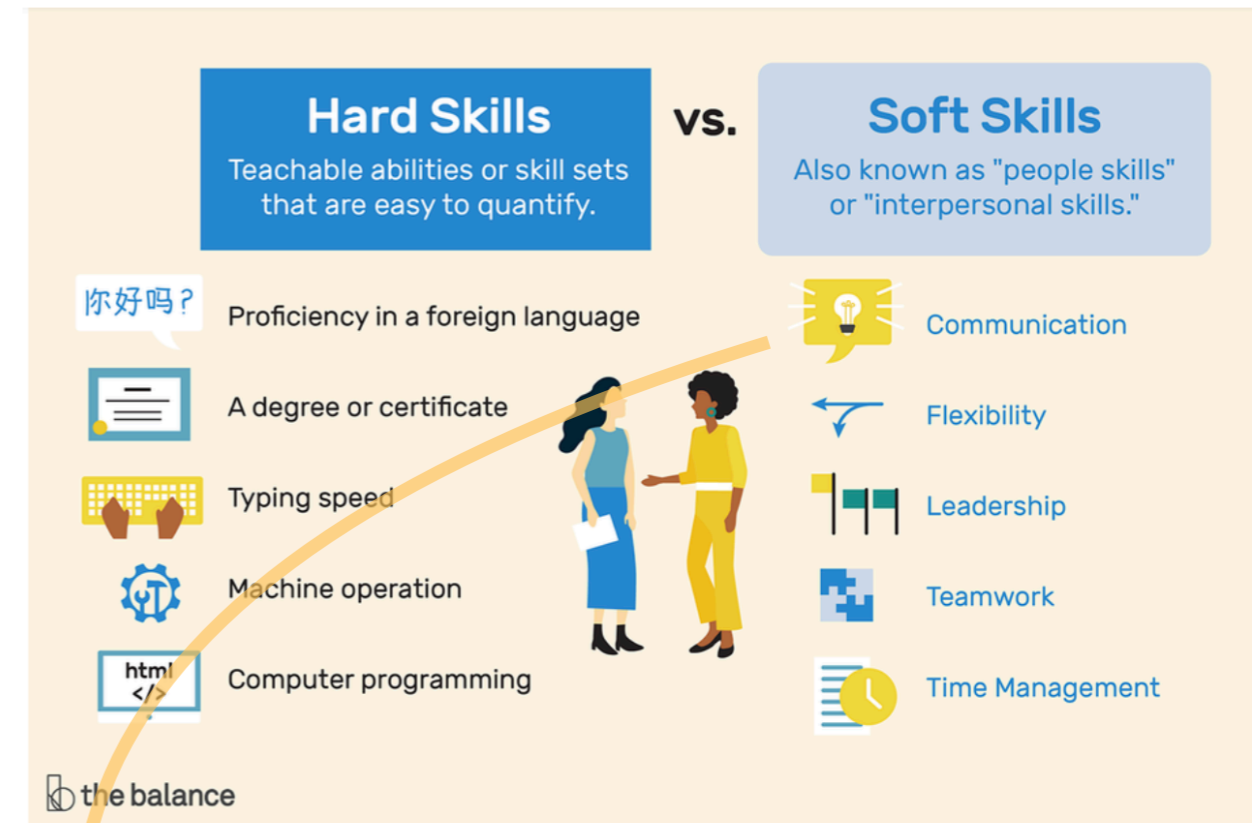 Hard Skills
Teachable abilities or skill sets
that are easy to quantify.
vs.
Soft Skills
Also known as "people skills"
or "interpersonal skills."
你好吗?
Proficiency in a foreign language
A degree or certificate
Typing speed
Machine operation
html
</>
Computer programming
Communication
Flexibility
Leadership
Teamwork
Time Management
the balance